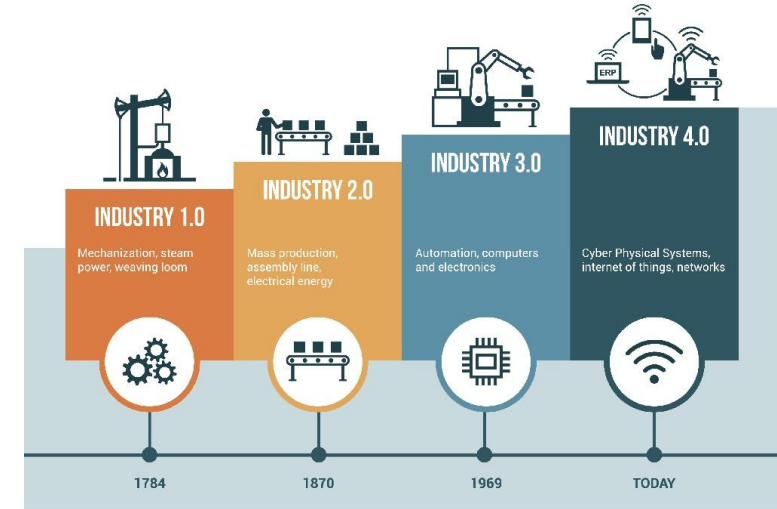 ERP
INDUSTRY 1.0
Mechanization, steam
power, weaving loom
INDUSTRY 2.0
Mass production,
assembly line,
electrical energy
INDUSTRY 3.0
Automation, computers
and electronics
INDUSTRY 4.0
Cyber Physical Systems,
internet of things, networks
1784
1870
1969
TODAY